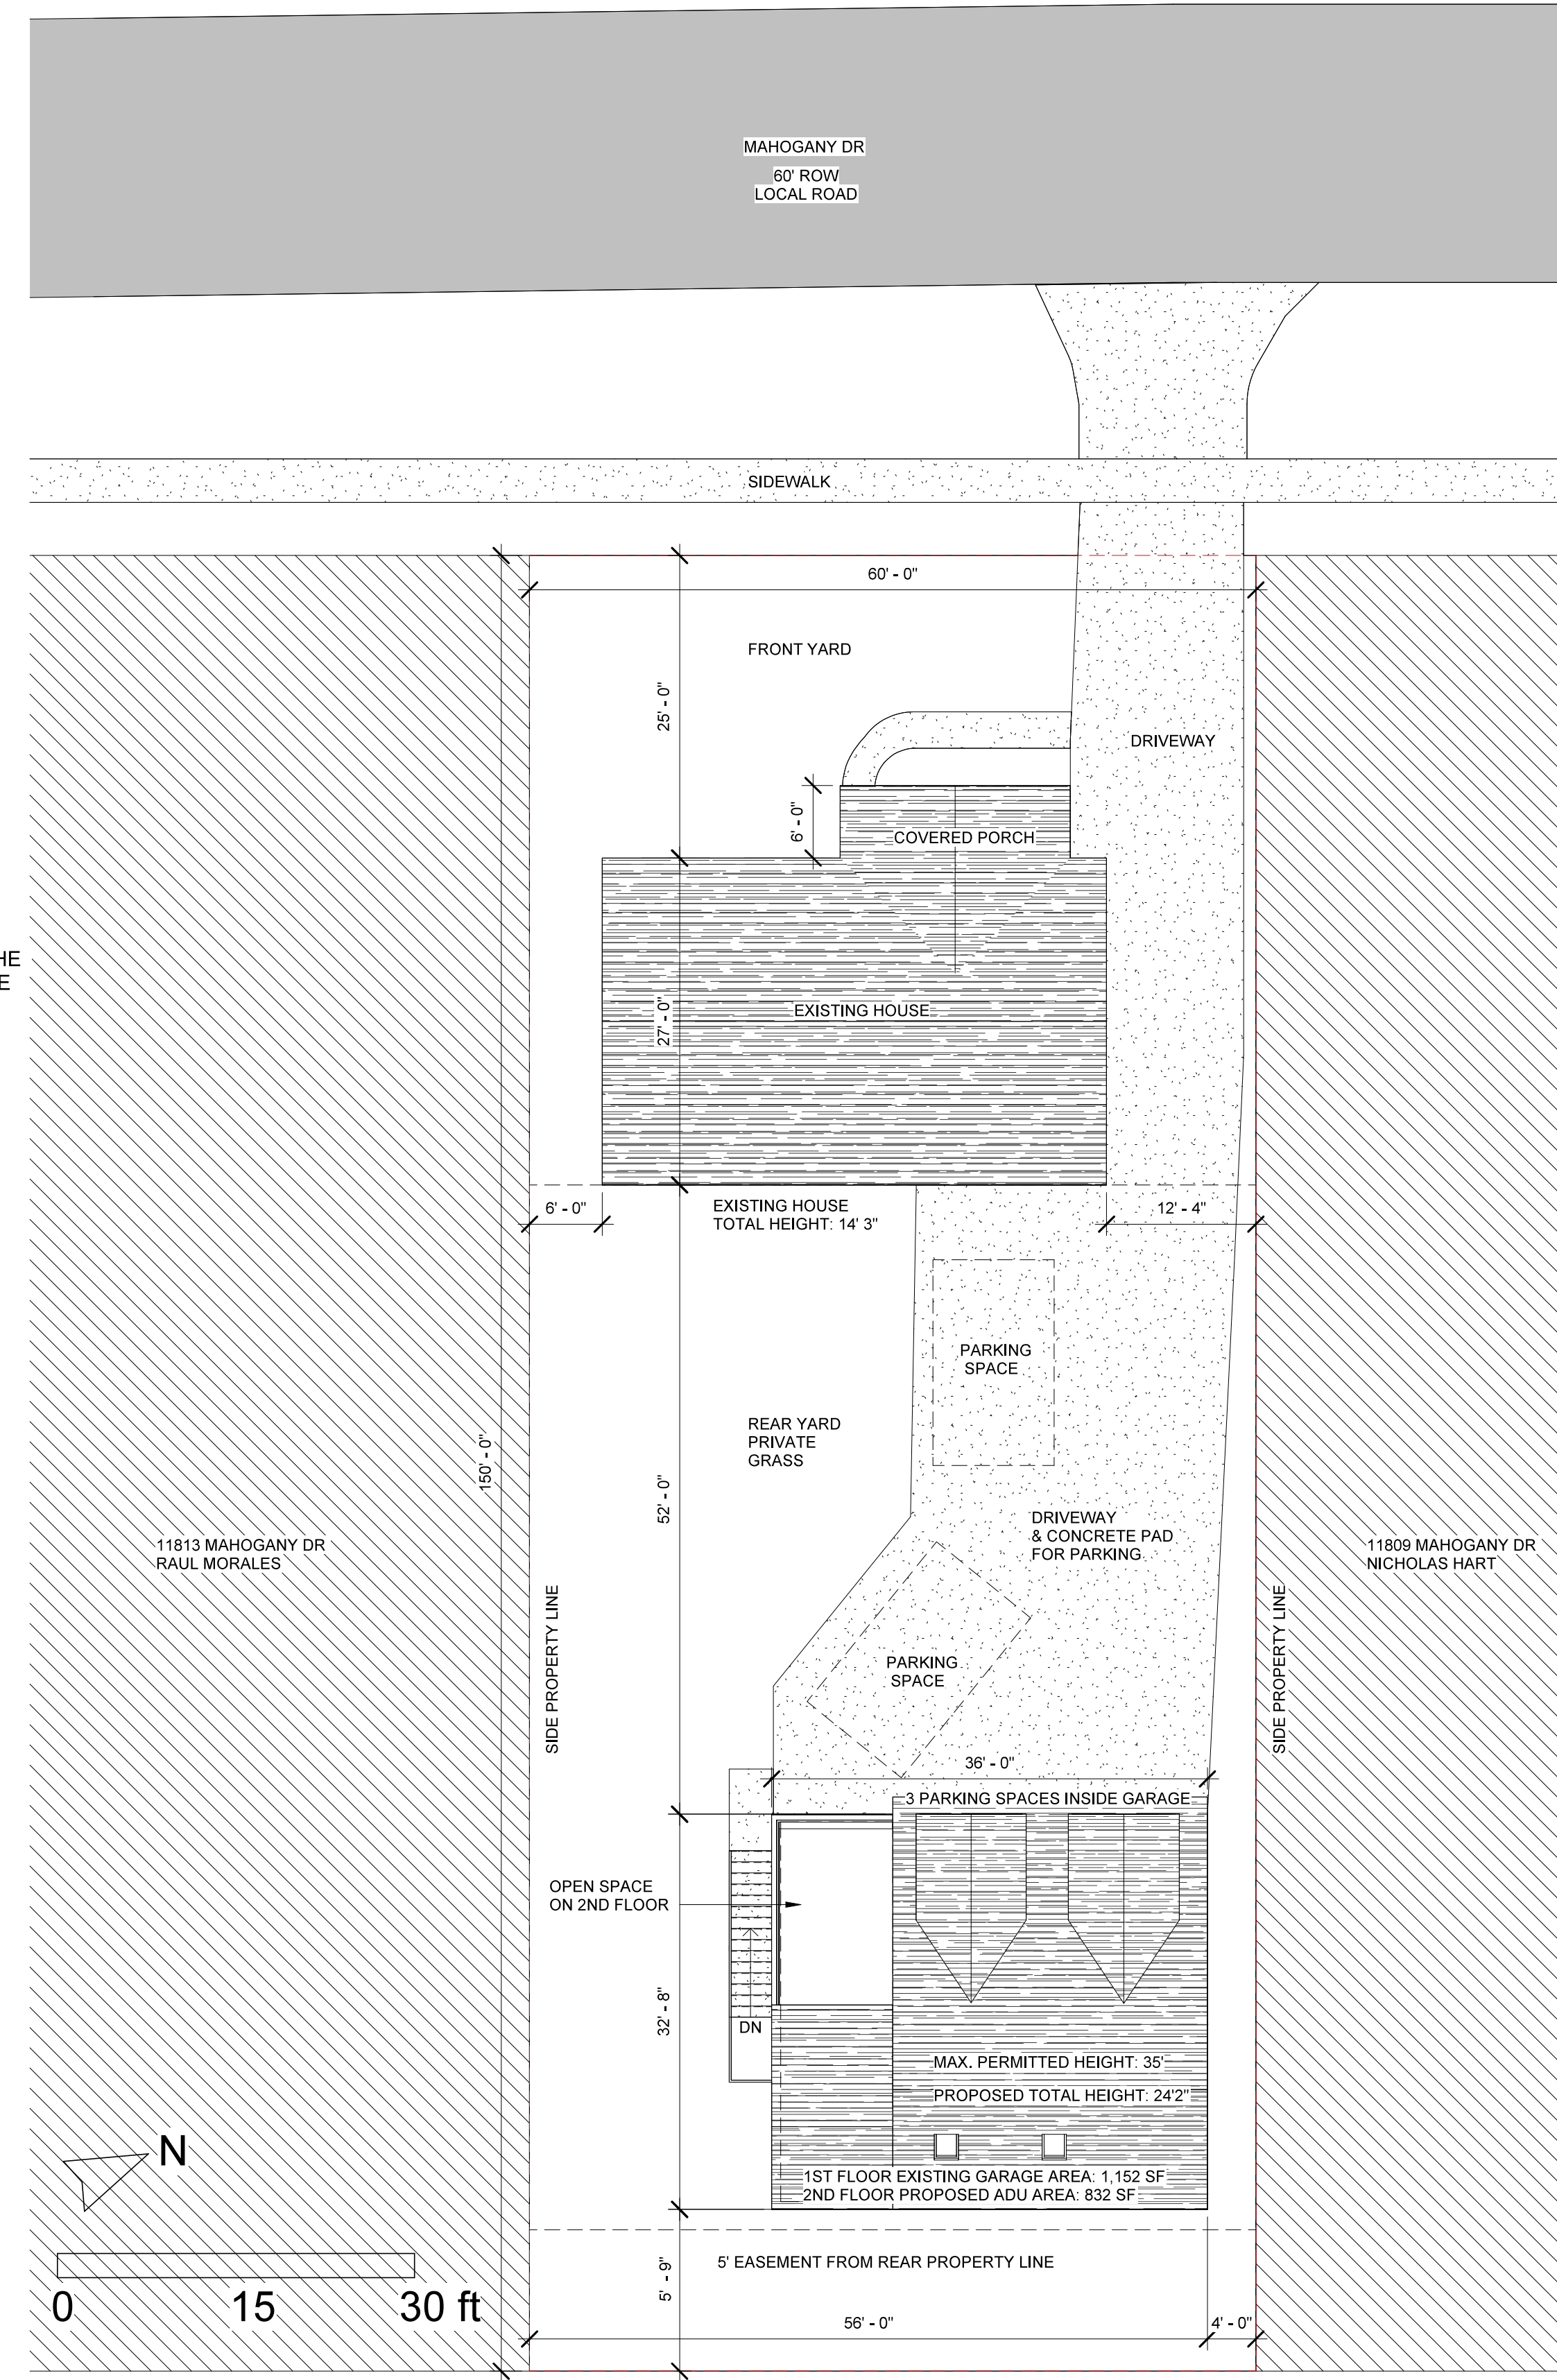 MAHOGANY DR
60' ROW
LOCAL ROAD
SIDEWALK
60' - 0"
FRONT YARD
25' - 0"
DRIVEWAY
6' - 0"
COVERED PORCH
HE
E
EXISTING HOUSE
27' - 0"
6' - 0"
EXISTING HOUSE
TOTAL HEIGHT: 14' 3"
12' - 4"
PARKING
SPACE
REAR YARD
PRIVATE
GRASS
150' - 0"
52' - 0"
DRIVEWAY
& CONCRETE PAD
FOR PARKING
11813 MAHOGANY DR
RAUL MORALES
11809 MAHOGANY DR
NICHOLAS HART
SIDE PROPERTY LINE
SIDE PROPERTY LINE
PARKING
SPACE
36' - 0"
3 PARKING SPACES INSIDE GARAGE
OPEN SPACE
ON 2ND FLOOR
32' - 8"
DN
MAX. PERMITTED HEIGHT: 35'
PROPOSED TOTAL HEIGHT: 24'2"
N
1ST FLOOR EXISTING GARAGE AREA: 1,152 SF
2ND FLOOR PROPOSED ADU AREA: 832 SF
5' EASEMENT FROM REAR PROPERTY LINE
5' - 9"
0 15 30 ft
56' - 0"
4' - 0"